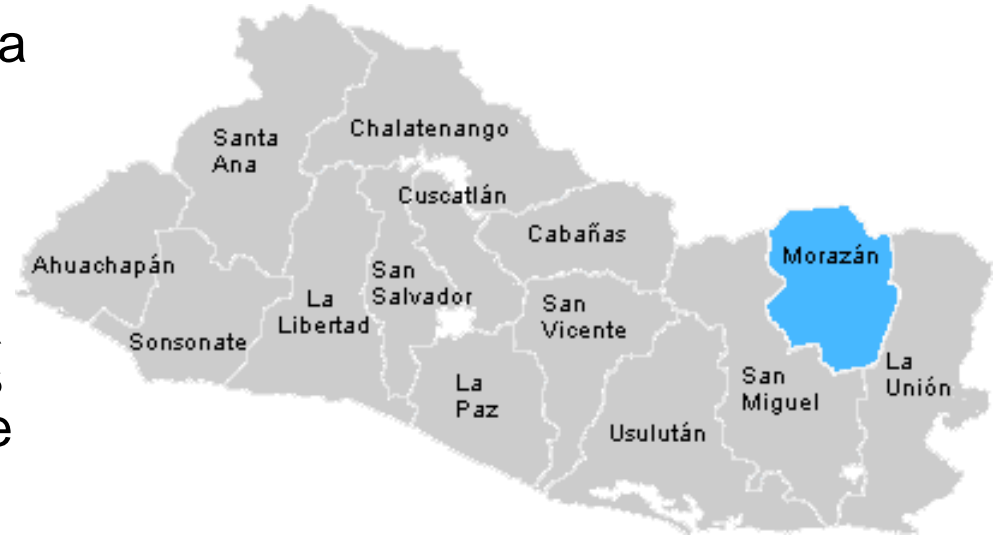 a
Santa
Ana
Chalatenango
Cuscatlán
Cabañas
Morazán
Ahuachapán
San
Salvador
La
Libertad
San
Vicente
Sonsonate
La
Paz
San
Miguel
La
Unión
Usulután
e